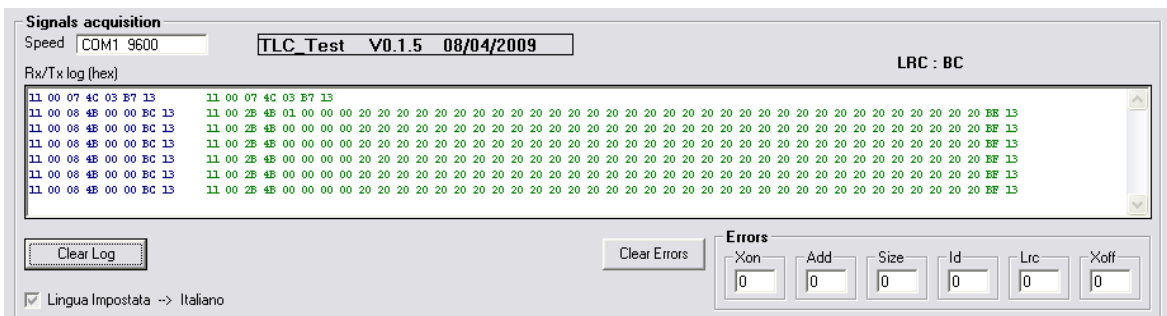 Signals acquisition
Speed COM1 9600 TLC_Test V0.1.5 08/04/2009
LRC : BC
Rx/Tx log (hex)
11 00 07 4C 03 B7 13 11 00 07 4C 03 B7 13
11 00 08 4B 00 00 BC 13 11 00 2B 4B 01 00 00 00 20 20 20 20 20 20 20 20 20 20 20 20 20 20 20 20 20 20 20 20 20 20 20 20 20 20 20 20 20 20 20 20 20 BE 13
11 00 08 4B 00 00 BC 13 11 00 2B 4B 00 00 00 00 20 20 20 20 20 20 20 20 20 20 20 20 20 20 20 20 20 20 20 20 20 20 20 20 20 20 20 20 20 20 20 20 20 BF 13
11 00 08 4B 00 00 BC 13 11 00 2B 4B 00 00 00 00 20 20 20 20 20 20 20 20 20 20 20 20 20 20 20 20 20 20 20 20 20 20 20 20 20 20 20 20 20 20 20 20 20 BF 13
11 00 08 4B 00 00 BC 13 11 00 2B 4B 00 00 00 00 20 20 20 20 20 20 20 20 20 20 20 20 20 20 20 20 20 20 20 20 20 20 20 20 20 20 20 20 20 20 20 20 20 BF 13
11 00 08 4B 00 00 BC 13 11 00 2B 4B 00 00 00 00 20 20 20 20 20 20 20 20 20 20 20 20 20 20 20 20 20 20 20 20 20 20 20 20 20 20 20 20 20 20 20 20 20 BF 13
11 00 08 4B 00 00 BC 13 11 00 2B 4B 00 00 00 00 20 20 20 20 20 20 20 20 20 20 20 20 20 20 20 20 20 20 20 20 20 20 20 20 20 20 20 20 20 20 20 20 20 BF 13
Clear Log
Clear Errors
Errors
Xon Add Size Id Lrc Xoff
0 0 0 0 0 0
Lingua Impostata --> Italiano